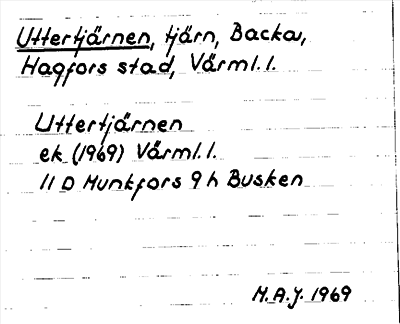 Uttertjärnen, tjärn, Backa,
Hagfors stad, Värml. l.
Uttertjärnen
ek (1969) Värml. l.
11 D Munkfors 9 h Busken
M.A.J. 1969